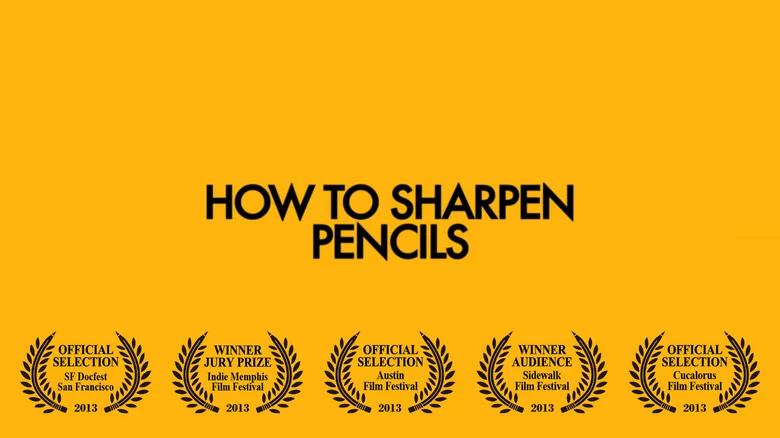 HOW TO SHARPEN
PENCILS
OFFICIAL
SELECTION
SF Docfest
San Francisco
2013
WINNER
JURY PRIZE
Indie Memphis
Film Festival
2013
OFFICIAL
SELECTION
Austin
Film Festival
2013
WINNER
AUDIENCE
Sidewalk
Film Festival
2013
OFFICIAL
SELECTION
Cucalorus
Film Festival
2013